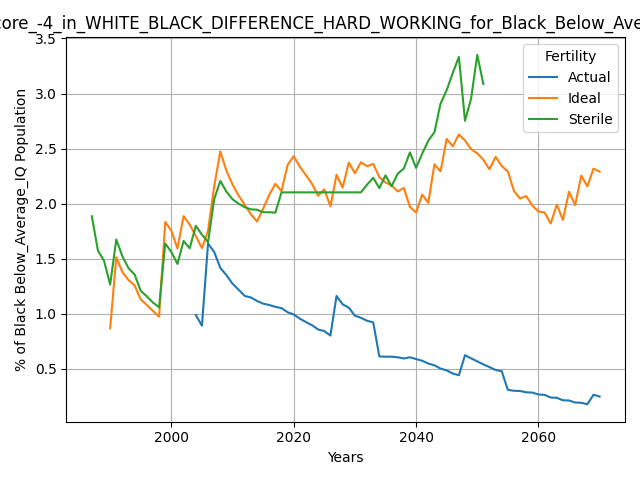 core_-4_in_WHITE_BLACK_DIFFERENCE_HARD_WORKING_for_Black_Below_Ave
% of Black Below_Average_IQ Population
3.5
3.0
2.5
2.0
1.5
1.0
0.5
Fertility
Actual
Ideal
Sterile
2000
2020
2040
2060
Years